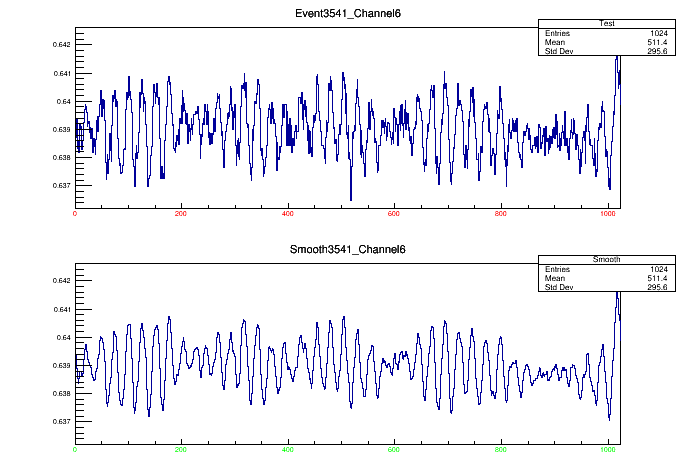 Event3541_Channel6
Test
Entries 1024
Mean 511.4
Std Dev 295.6
0.642
0.641
0.64
0.639
0.638
0.637
0 200 400 600 800 1000
Smooth3541_Channel6
Smooth
Entries 1024
Mean 511.4
Std Dev 295.6
0.642
0.641
0.64
0.639
0.638
0.637
0 200 400 600 800 1000